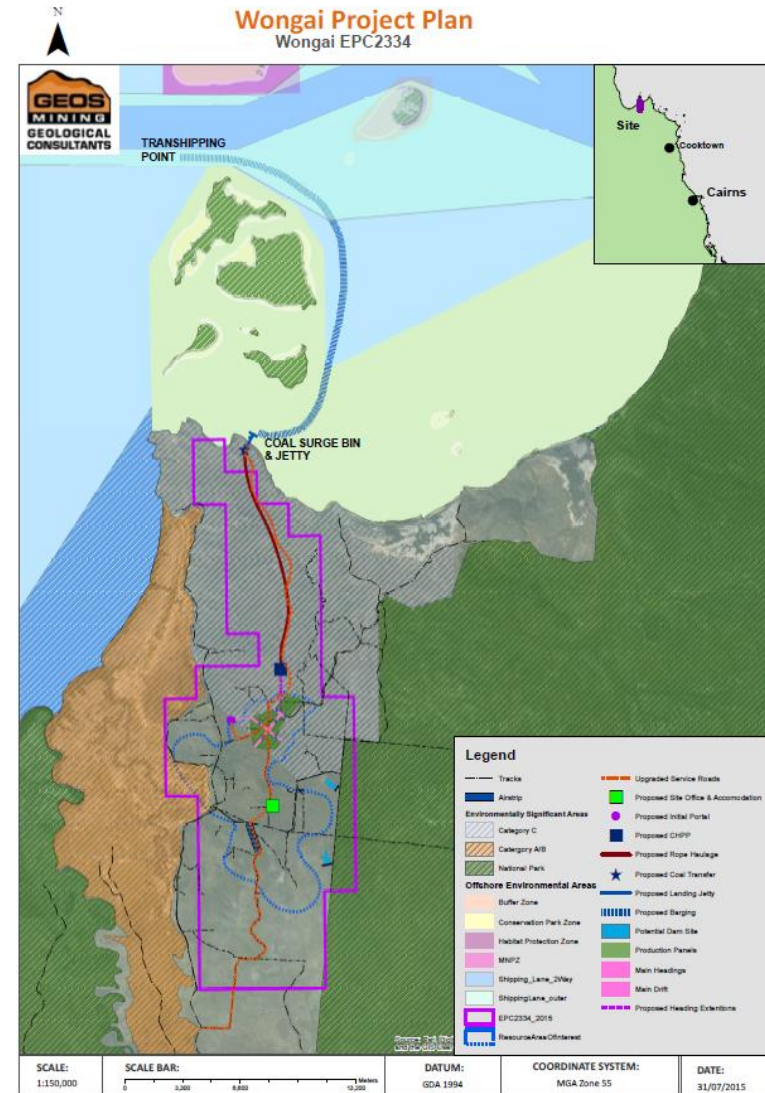 N
Wongai Project Plan
Wongai EPC2334
GEOS
MINING
GEOLOGICAL
CONSULTANTS
TRANSHIPPING
POINT
Site
Cooktown
Cairns
COAL SURGE BIN
& JETTY
Legend
Tracks
Airstrip
Environmentally Significant Areas
Category C
Catergory A/B
National Park
Offshore Environmental Areas
Buffer Zone
Conservation Park Zone
Habitat Protection Zone
MNPZ
Shipping_Lane_2Way
ShippingLane_outer
EPC2334_2015
ResourceAreaOfInterest
Upgraded Service Roads
Proposed Site Office & Accomodation
Proposed Initial Portal
Proposed CHPP
Proposed Rope Haulage
Proposed Coal Transfer
Proposed Landing Jetty
Proposed Barging
Potential Dam Site
Production Panels
Main Headings
Main Drift
Proposed Heading Extentions
SCALE:
1:150,000
SCALE BAR:
0
Meters
DATUM:
GDA 1994
COORDINATE SYSTEM:
MGA Zone 55
DATE:
31/07/2015